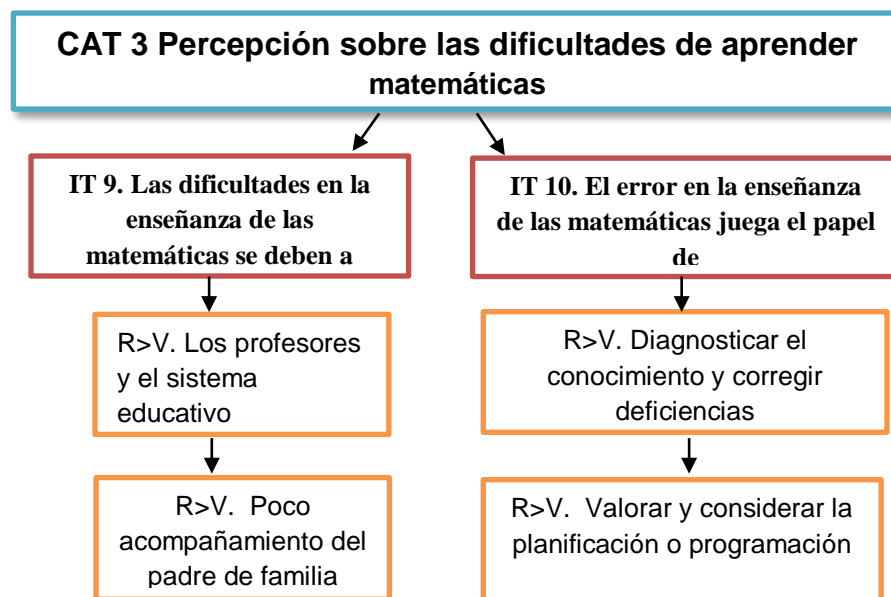 CAT 3 Percepción sobre las dificultades de aprender
matemáticas
IT 9. Las dificultades en la
enseñanza de las
matemáticas se deben a
IT 10. El error en la enseñanza
de las matemáticas juega el papel
de
R>V. Los profesores
y el sistema
educativo
R>V. Diagnosticar el
conocimiento y corregir
deficiencias
R>V. Poco
acompañamiento del
padre de familia
R>V. Valorar y considerar la
planificación o programación